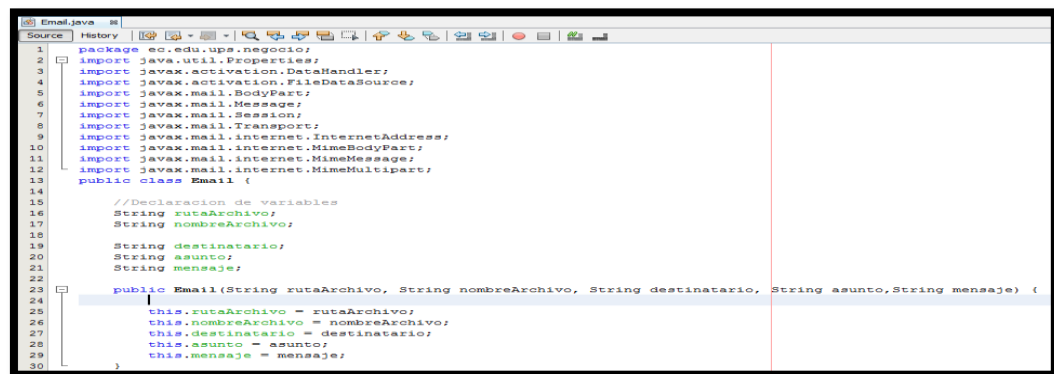 Email.java
Source History
1 package ec.edu.ups.negocio;
2 import java.util.Properties;
3 import javax.activation.DataHandler;
4 import javax.activation.FileDataSource;
5 import javax.mail.BodyPart;
6 import javax.mail.Message;
7 import javax.mail.Session;
8 import javax.mail.Transport;
9 import javax.mail.internet.InternetAddress;
10 import javax.mail.internet.MimeBodyPart;
11 import javax.mail.internet.MimeMessage;
12 import javax.mail.internet.MimeMultipart;
13 public class Email {
14
15 //Declaracion de variables
16 String rutaArchivo;
17 String nombreArchivo;
18
19 String destinatario;
20 String asunto;
21 String mensaje;
22
23 public Email(String rutaArchivo, String nombreArchivo, String destinatario, String asunto,String mensaje) {
24
25 this.rutaArchivo = rutaArchivo;
26 this.nombreArchivo = nombreArchivo;
27 this.destinatario = destinatario;
28 this.asunto = asunto;
29 this.mensaje = mensaje;
30 }